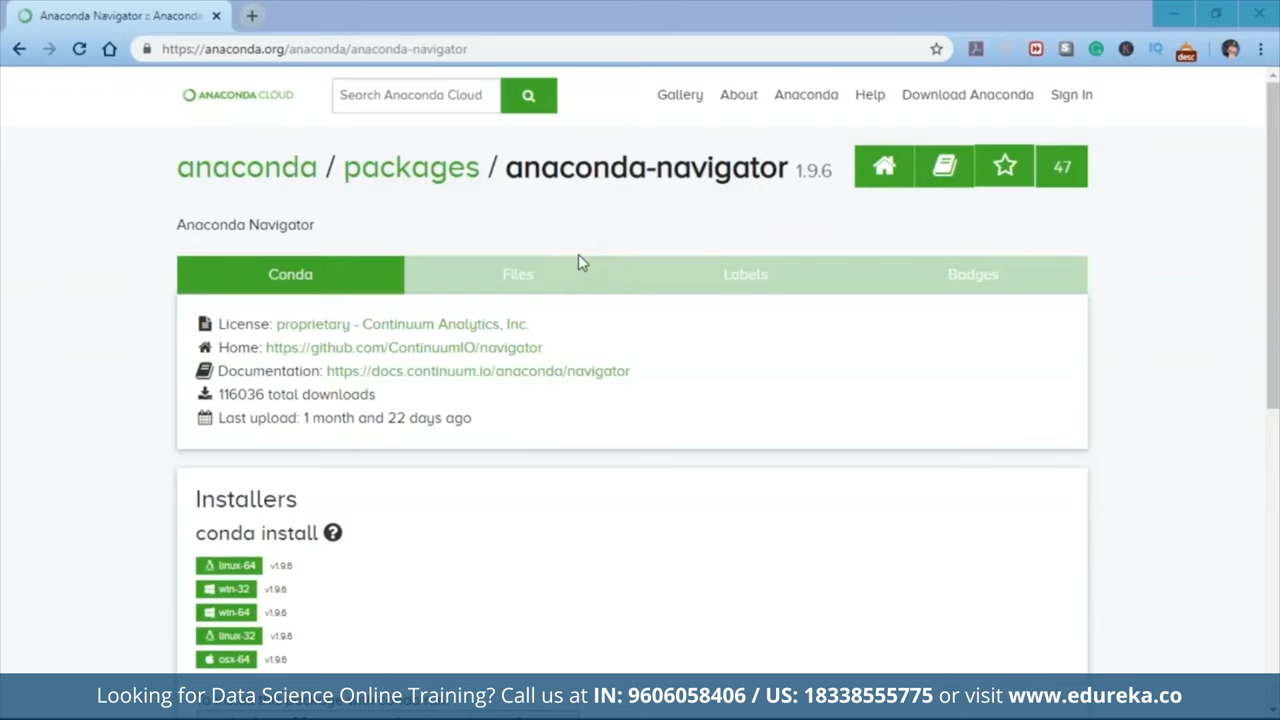 Anaconda Navigator :: Anaconda
https://anaconda.org/anaconda/anaconda-navigator
desc
ANACONDA CLOUD
Search Anaconda Cloud
Gallery About Anaconda Help Download Anaconda Sign In
anaconda / packages / anaconda-navigator 1.9.6
47
Anaconda Navigator
Conda Files Labels Badges
License: proprietary - Continuum Analytics, Inc.
Home: https://github.com/ContinuumIO/navigator
Documentation: https://docs.continuum.io/anaconda/navigator
116036 total downloads
Last upload: 1 month and 22 days ago
Installers
conda install ?
linux-64 v1.9.6
win-32 v1.9.6
win-64 v1.9.6
linux-32 v1.9.6
osx-64 v1.9.6
Looking for Data Science Online Training? Call us at IN: 9606058406 / US: 18338555775 or visit www.edureka.co